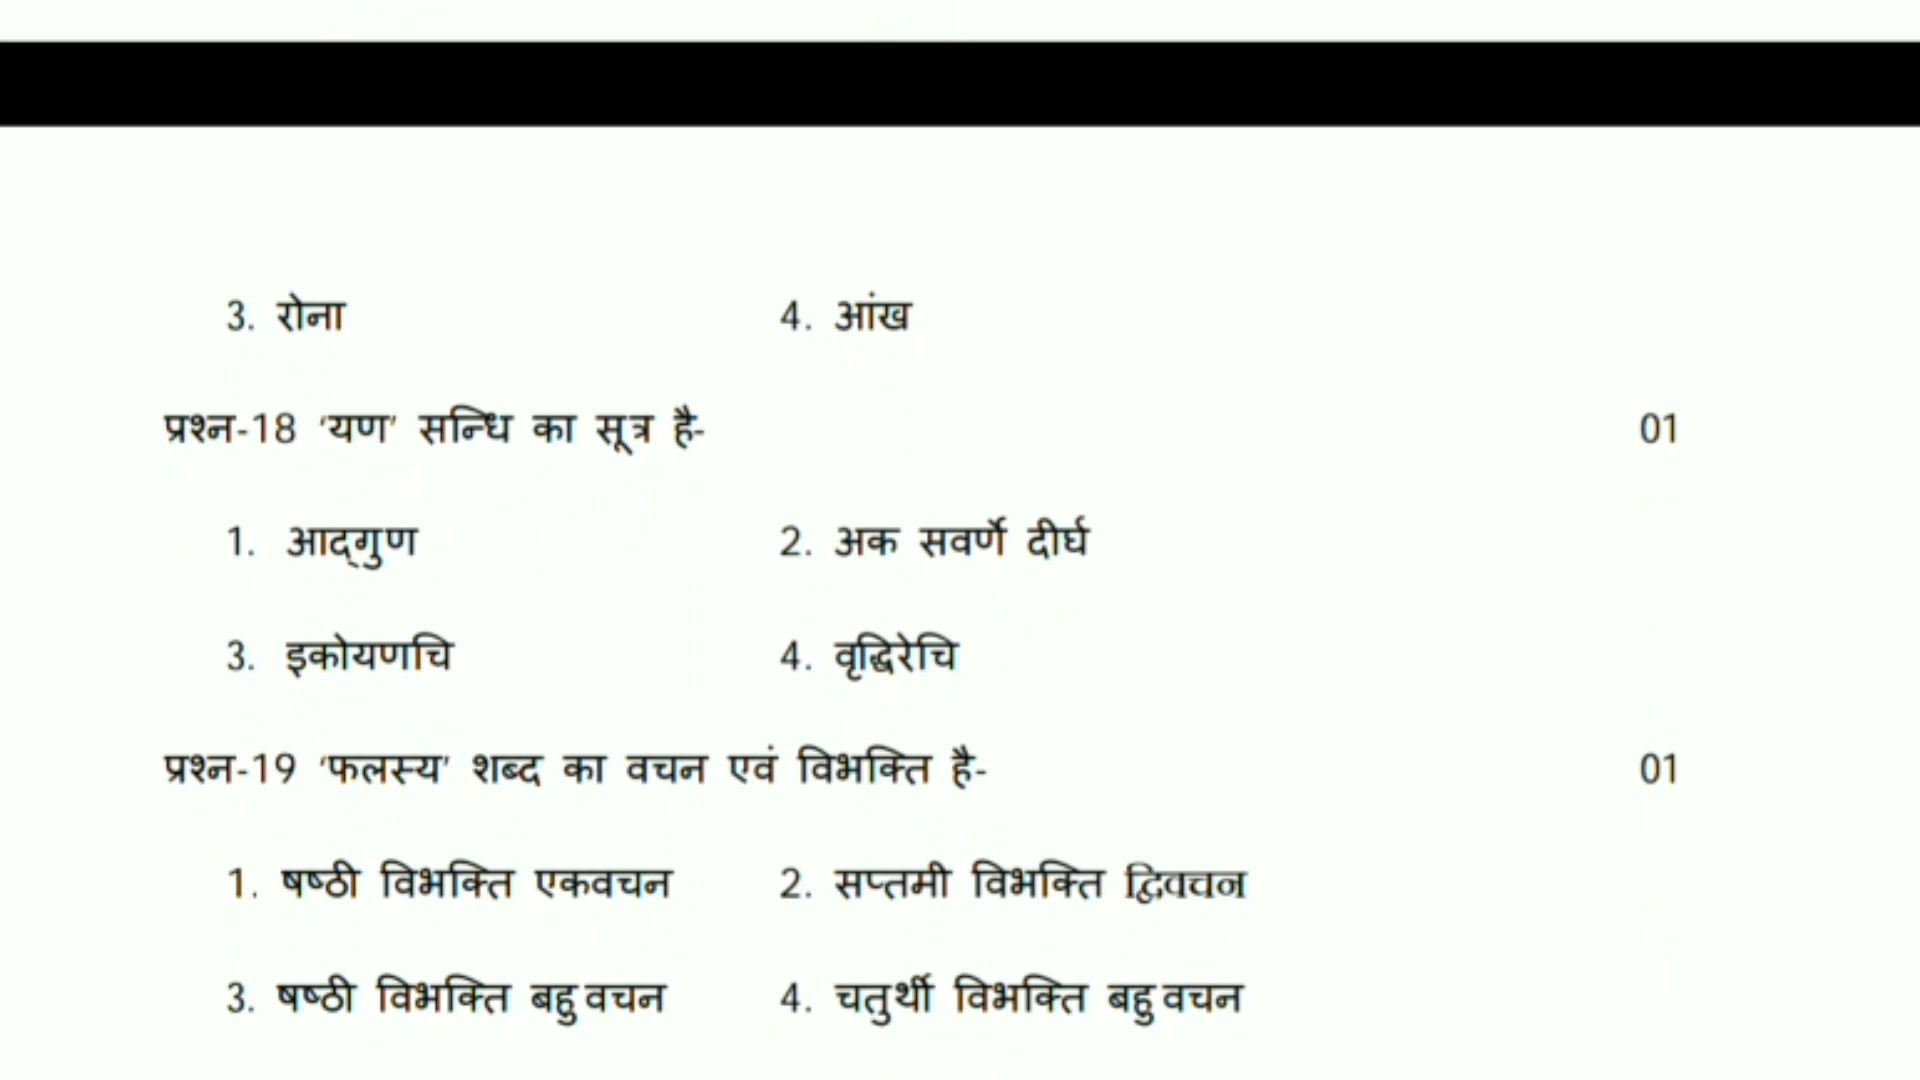 3. रोना 4. आंख
प्रश्न-18 'यण' सन्धि का सूत्र है- 01
1. आद्गुण 2. अक सवर्णे दीर्घ
3. इकोयणचि 4. वृद्धिरेचि
प्रश्न-19 'फलस्य' शब्द का वचन एवं विभक्ति है- 01
1. षष्ठी विभक्ति एकवचन 2. सप्तमी विभक्ति द्विवचन
3. षष्ठी विभक्ति बहुवचन 4. चतुर्थी विभक्ति बहुवचन